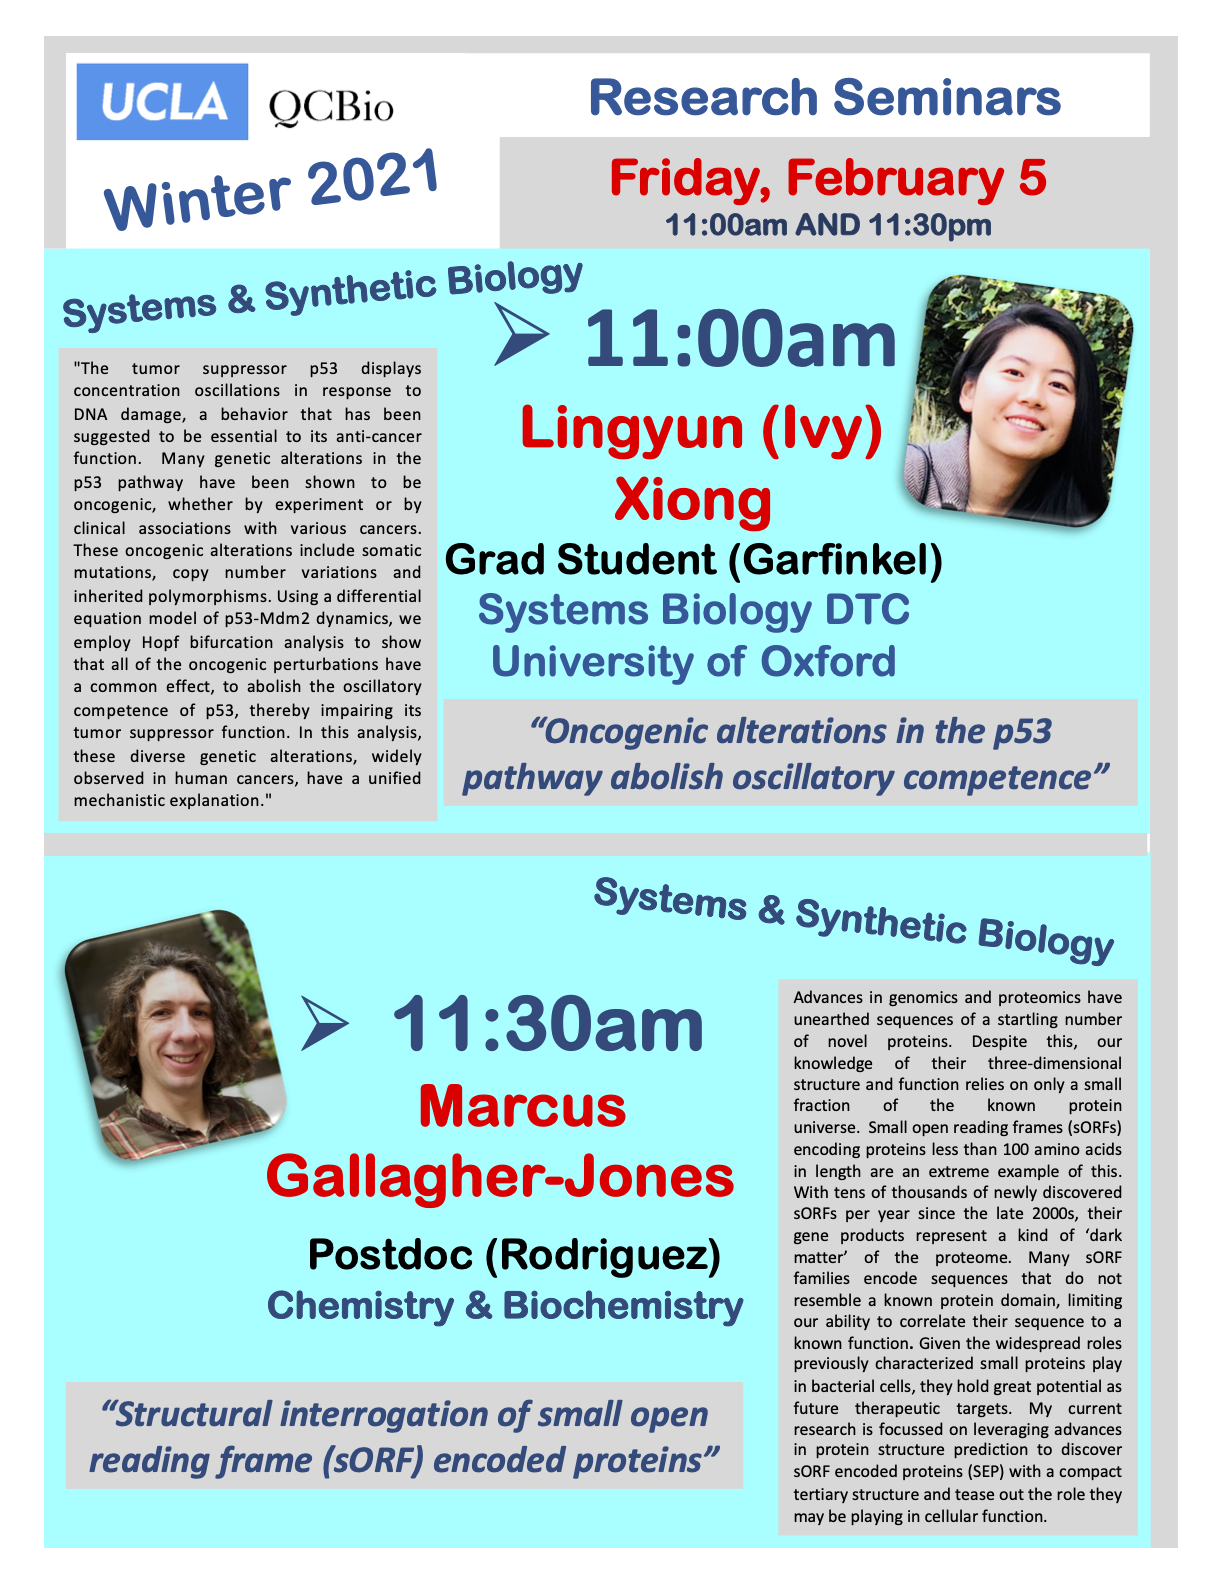 UCLA QCBio
Research Seminars
Winter 2021
Friday, February 5
11:00am AND 11:30pm
Systems & Synthetic Biology
➢ 11:00am
Lingyun (Ivy)
Xiong
Grad Student (Garfinkel)
Systems Biology DTC
University of Oxford
"The tumor suppressor p53 displays
concentration oscillations in response to
DNA damage, a behavior that has been
suggested to be essential to its anti-cancer
function. Many genetic alterations in the
p53 pathway have been shown to be
oncogenic, whether by experiment or by
clinical associations with various cancers.
These oncogenic alterations include somatic
mutations, copy number variations and
inherited polymorphisms. Using a differential
equation model of p53-Mdm2 dynamics, we
employ Hopf bifurcation analysis to show
that all of the oncogenic perturbations have
a common effect, to abolish the oscillatory
competence of p53, thereby impairing its
tumor suppressor function. In this analysis,
these diverse genetic alterations, widely
observed in human cancers, have a unified
mechanistic explanation."
“Oncogenic alterations in the p53
pathway abolish oscillatory competence”
Systems & Synthetic Biology
➢ 11:30am
Marcus
Gallagher-Jones
Postdoc (Rodriguez)
Chemistry & Biochemistry
“Structural interrogation of small open
reading frame (sORF) encoded proteins”
Advances in genomics and proteomics have
unearthed sequences of a startling number
of novel proteins. Despite this, our
knowledge of their three-dimensional
structure and function relies on only a small
fraction of the known protein
universe. Small open reading frames (sORFs)
encoding proteins less than 100 amino acids
in length are an extreme example of this.
With tens of thousands of newly discovered
sORFs per year since the late 2000s, their
gene products represent a kind of ‘dark
matter’ of the proteome. Many sORF
families encode sequences that do not
resemble a known protein domain, limiting
our ability to correlate their sequence to a
known function. Given the widespread roles
previously characterized small proteins play
in bacterial cells, they hold great potential as
future therapeutic targets. My current
research is focussed on leveraging advances
in protein structure prediction to discover
sORF encoded proteins (SEP) with a compact
tertiary structure and tease out the role they
may be playing in cellular function.